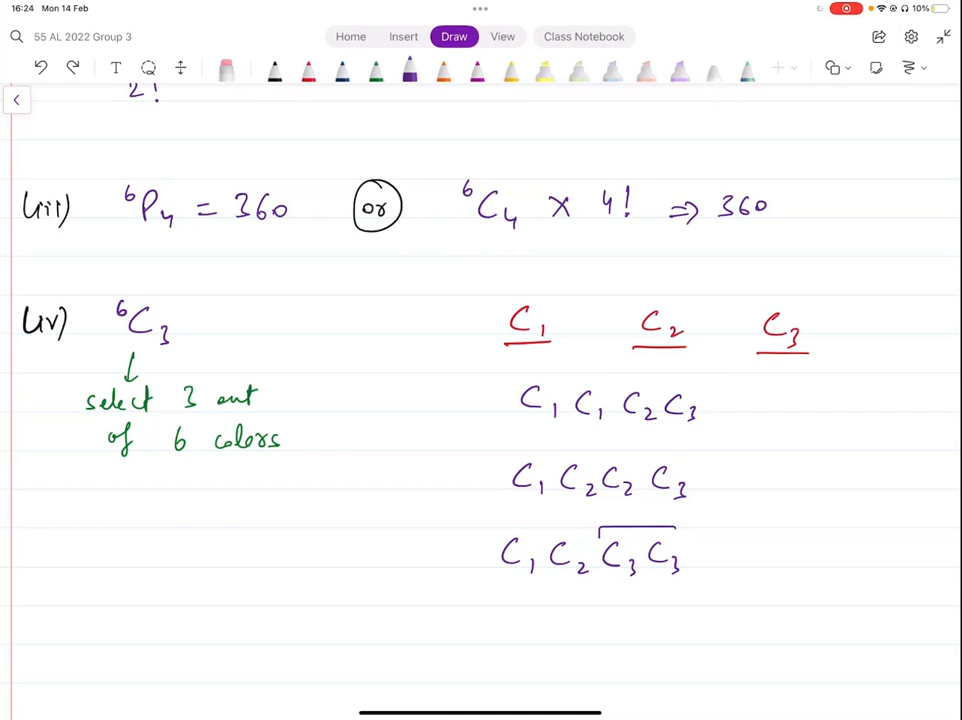 16:24 Mon 14 Feb 10%
55 AL 2022 Group 3 Home Insert Draw View Class Notebook
2!
(iii) ⁶P₄ = 360 or ⁶C₄ × 4! ⇒ 360
(iv) ⁶C₃ C₁ C₂ C₃
↓
select 3 out
of 6 colors
C₁ C₁ C₂ C₃
C₁ C₂ C₂ C₃
C₁ C₂ C₃ C₃